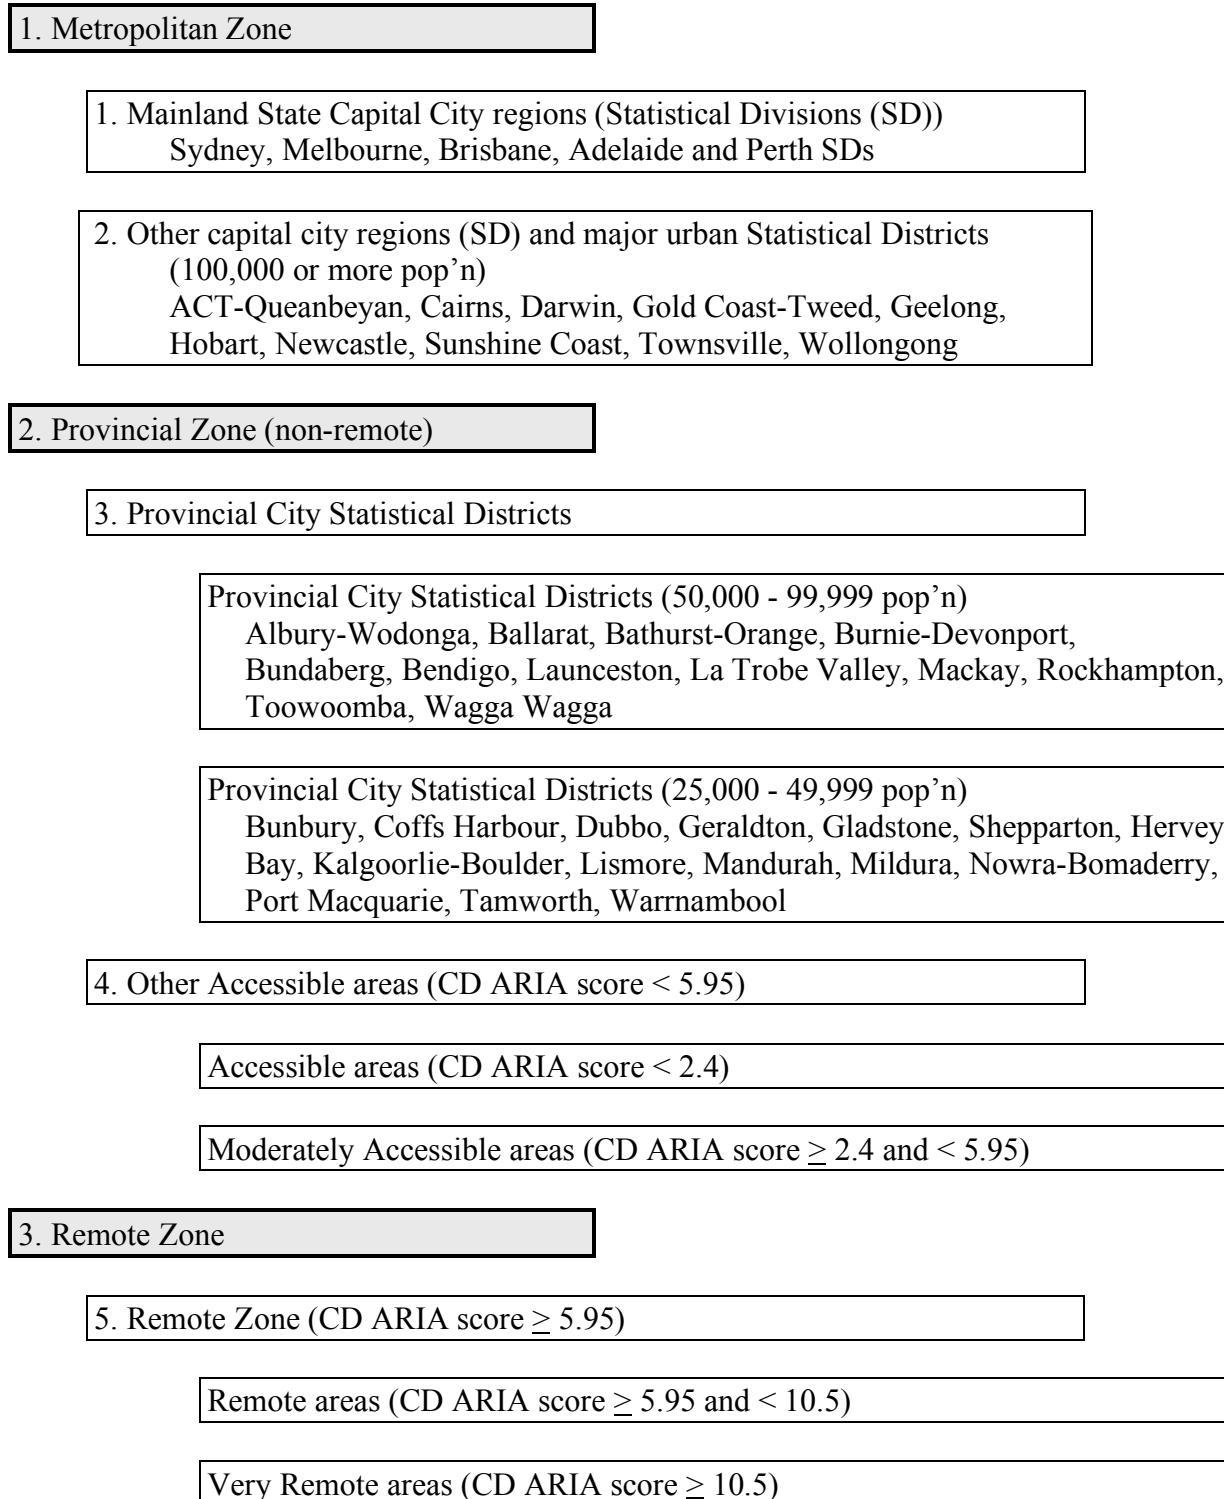 1. Metropolitan Zone
1. Mainland State Capital City regions (Statistical Divisions (SD))
Sydney, Melbourne, Brisbane, Adelaide and Perth SDs
2. Other capital city regions (SD) and major urban Statistical Districts
(100,000 or more pop’n)
ACT-Queanbeyan, Cairns, Darwin, Gold Coast-Tweed, Geelong,
Hobart, Newcastle, Sunshine Coast, Townsville, Wollongong
2. Provincial Zone (non-remote)
3. Provincial City Statistical Districts
Provincial City Statistical Districts (50,000 - 99,999 pop’n)
Albury-Wodonga, Ballarat, Bathurst-Orange, Burnie-Devonport,
Bundaberg, Bendigo, Launceston, La Trobe Valley, Mackay, Rockhampton,
Toowoomba, Wagga Wagga
Provincial City Statistical Districts (25,000 - 49,999 pop’n)
Bunbury, Coffs Harbour, Dubbo, Geraldton, Gladstone, Shepparton, Hervey
Bay, Kalgoorlie-Boulder, Lismore, Mandurah, Mildura, Nowra-Bomaderry,
Port Macquarie, Tamworth, Warrnambool
4. Other Accessible areas (CD ARIA score < 5.95)
Accessible areas (CD ARIA score < 2.4)
Moderately Accessible areas (CD ARIA score ≥ 2.4 and < 5.95)
3. Remote Zone
5. Remote Zone (CD ARIA score ≥ 5.95)
Remote areas (CD ARIA score ≥ 5.95 and < 10.5)
Very Remote areas (CD ARIA score ≥ 10.5)